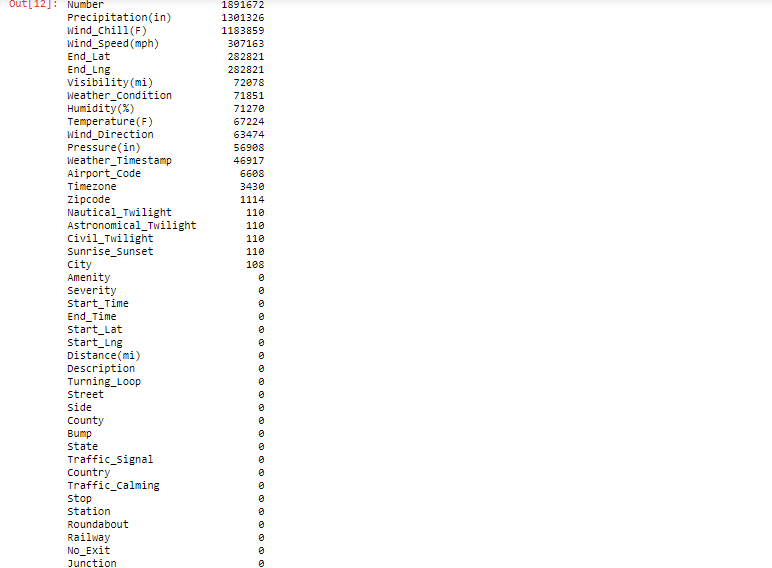 Out[12]: Number 1891672
Precipitation(in) 1301326
Wind_Chill(F) 1183859
Wind_Speed(mph) 307163
End_Lat 282821
End_Lng 282821
Visibility(mi) 72078
Weather_Condition 71851
Humidity(%) 71270
Temperature(F) 67224
Wind_Direction 63474
Pressure(in) 56908
Weather_Timestamp 46917
Airport_Code 6608
Timezone 3430
Zipcode 1114
Nautical_Twilight 110
Astronomical_Twilight 110
Civil_Twilight 110
Sunrise_Sunset 110
City 108
Amenity 0
Severity 0
Start_Time 0
End_Time 0
Start_Lat 0
Start_Lng 0
Distance(mi) 0
Description 0
Turning_Loop 0
Street 0
Side 0
County 0
Bump 0
State 0
Traffic_Signal 0
Country 0
Traffic_Calming 0
Stop 0
Station 0
Roundabout 0
Railway 0
No_Exit 0
Junction 0